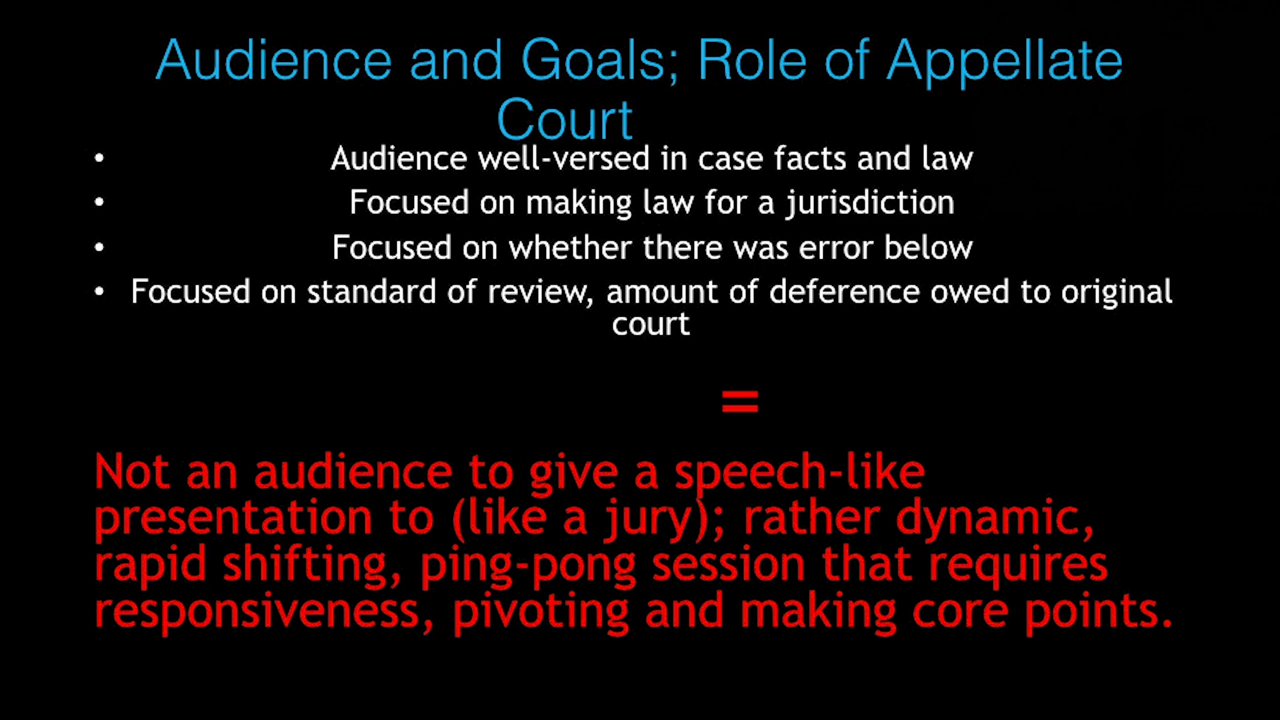 Audience and Goals; Role of Appellate
Court
• Audience well-versed in case facts and law
• Focused on making law for a jurisdiction
• Focused on whether there was error below
• Focused on standard of review, amount of deference owed to original
court
=
Not an audience to give a speech-like
presentation to (like a jury); rather dynamic,
rapid shifting, ping-pong session that requires
responsiveness, pivoting and making core points.